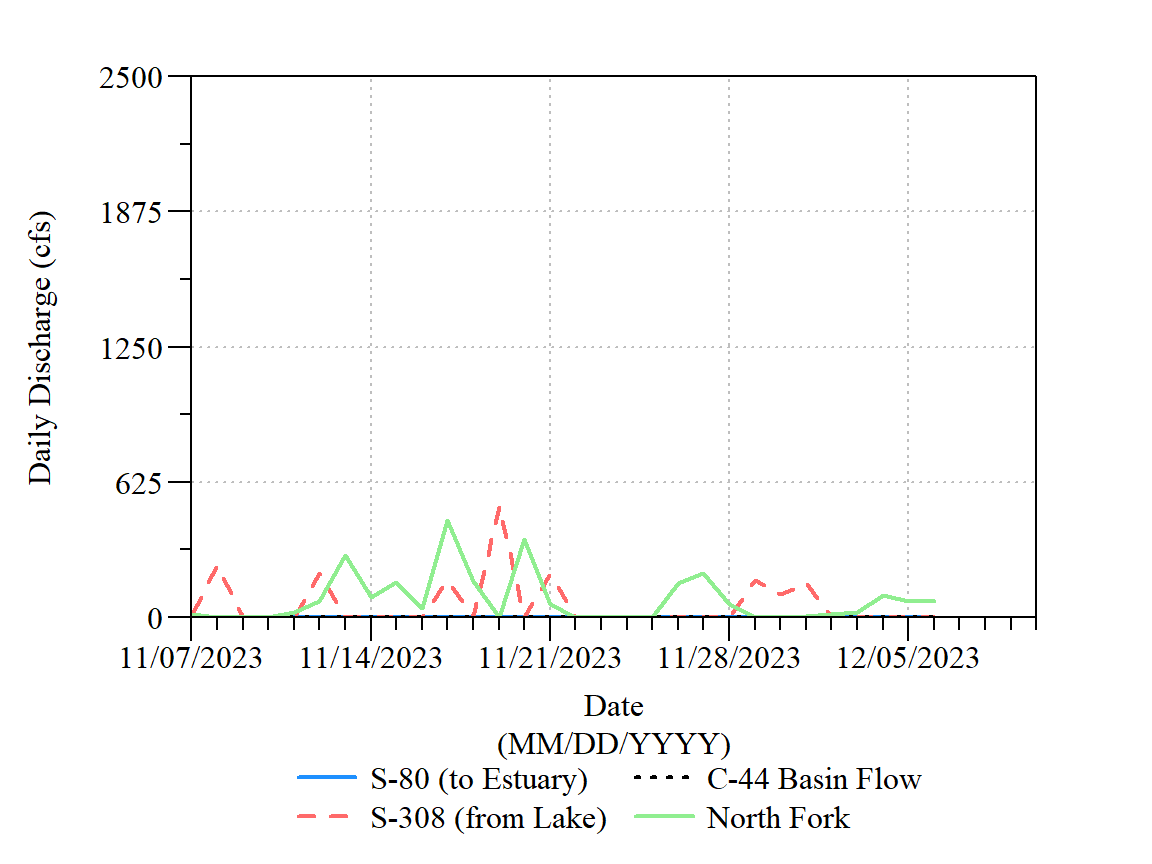 2500
1875
1250
625
0
Daily Discharge (cfs)
11/07/2023 11/14/2023 11/21/2023 11/28/2023 12/05/2023
Date
(MM/DD/YYYY)
S-80 (to Estuary) C-44 Basin Flow
S-308 (from Lake) North Fork